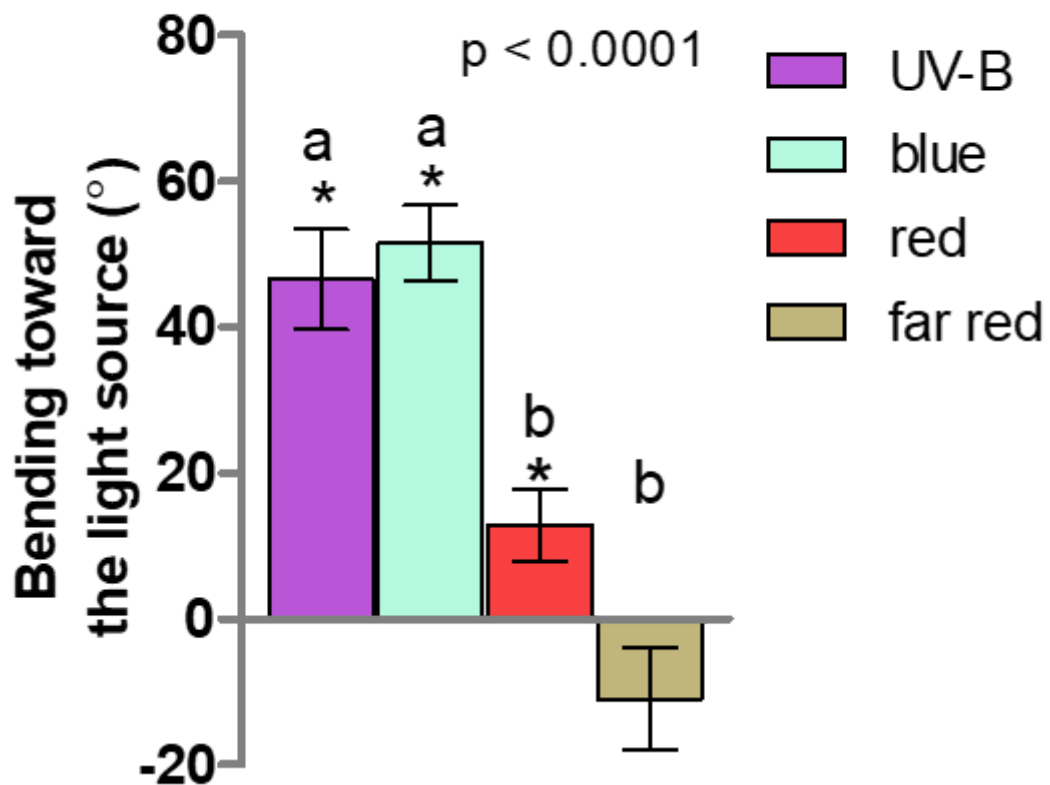 Bending toward
the light source (°)
80
60
40
20
0
-20
p < 0.0001
a
*
a
*
b
*
b
UV-B
blue
red
far red